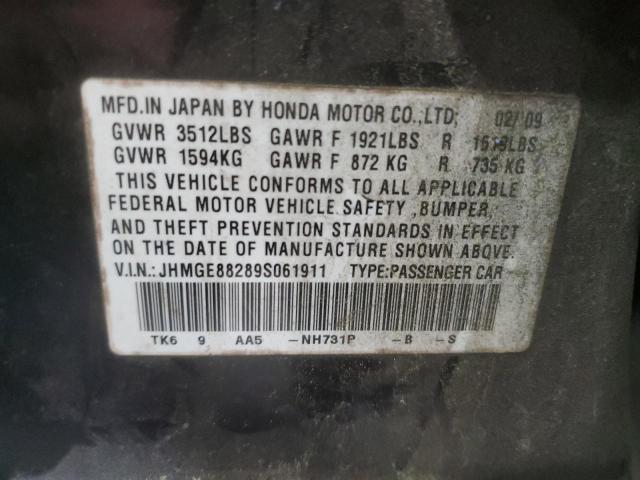 MFD.IN JAPAN BY HONDA MOTOR CO.,LTD; 02/09
GVWR 3512LBS GAWR F 1921LBS R 1619LBS
GVWR 1594KG GAWR F 872 KG R 735 KG
THIS VEHICLE CONFORMS TO ALL APPLICABLE
FEDERAL MOTOR VEHICLE SAFETY ,BUMPER,
AND THEFT PREVENTION STANDARDS IN EFFECT
ON THE DATE OF MANUFACTURE SHOWN ABOVE.
V.I.N.:JHMGE88289S061911 TYPE:PASSENGER CAR
TK6 9 AA5 -NH731P -B -S